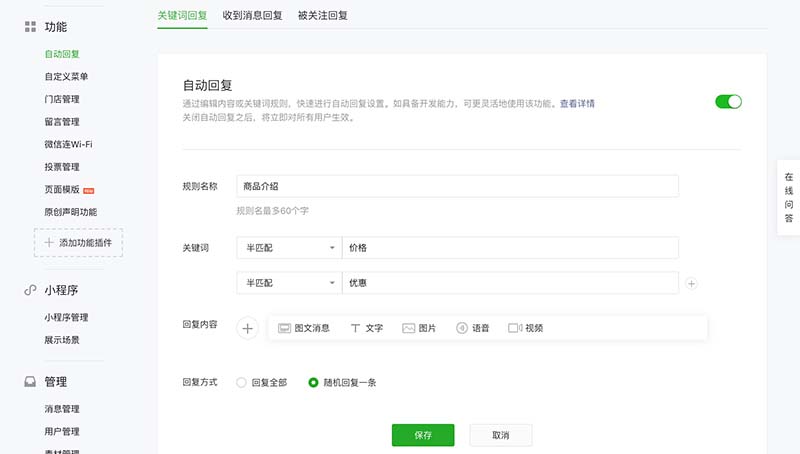 功能
自动回复
自定义菜单
门店管理
留言管理
微信连Wi-Fi
投票管理
页面模版
原创声明功能
添加功能插件
小程序
小程序管理
展示场景
管理
消息管理
用户管理
素材管理
关键词回复 收到消息回复 被关注回复
自动回复
通过编辑内容或关键词规则，快速进行自动回复设置。如具备开发能力，可更灵活地使用该功能。查看详情
关闭自动回复之后，将立即对所有用户生效。
规则名称 商品介绍
规则名最多60个字
关键词 半匹配 价格
半匹配 优惠
回复内容 图文消息 文字 图片 语音 视频
回复方式 回复全部 随机回复一条
保存 取消
在线问答